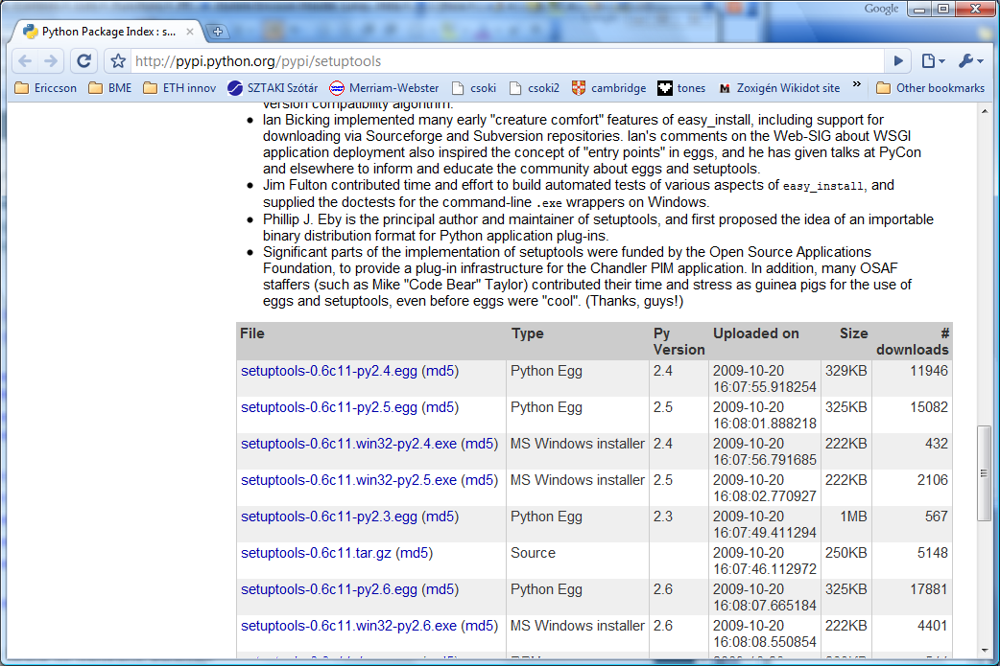 Google
Python Package Index : s...
http://pypi.python.org/pypi/setuptools
Ericcson BME ETH innov SZTAKI Szótár Merriam-Webster csoki csoki2 cambridge tones Zoxigén Wikidot site » Other bookmarks
version compatibility algorithm.
Ian Bicking implemented many early "creature comfort" features of easy_install, including support for
downloading via Sourceforge and Subversion repositories. Ian's comments on the Web-SIG about WSGI
application deployment also inspired the concept of "entry points" in eggs, and he has given talks at PyCon
and elsewhere to inform and educate the community about eggs and setuptools.
Jim Fulton contributed time and effort to build automated tests of various aspects of easy_install, and
supplied the doctests for the command-line .exe wrappers on Windows.
Phillip J. Eby is the principal author and maintainer of setuptools, and first proposed the idea of an importable
binary distribution format for Python application plug-ins.
Significant parts of the implementation of setuptools were funded by the Open Source Applications
Foundation, to provide a plug-in infrastructure for the Chandler PIM application. In addition, many OSAF
staffers (such as Mike "Code Bear" Taylor) contributed their time and stress as guinea pigs for the use of
eggs and setuptools, even before eggs were "cool". (Thanks, guys!)
File Type Py Uploaded on Size #
Version downloads
setuptools-0.6c11-py2.4.egg (md5) Python Egg 2.4 2009-10-20 329KB 11946
16:07:55.918254
setuptools-0.6c11-py2.5.egg (md5) Python Egg 2.5 2009-10-20 325KB 15082
16:08:01.888218
setuptools-0.6c11.win32-py2.4.exe (md5) MS Windows installer 2.4 2009-10-20 222KB 432
16:07:56.791685
setuptools-0.6c11.win32-py2.5.exe (md5) MS Windows installer 2.5 2009-10-20 222KB 2106
16:08:02.770927
setuptools-0.6c11-py2.3.egg (md5) Python Egg 2.3 2009-10-20 1MB 567
16:07:49.411294
setuptools-0.6c11.tar.gz (md5) Source 2009-10-20 250KB 5148
16:07:46.112972
setuptools-0.6c11-py2.6.egg (md5) Python Egg 2.6 2009-10-20 325KB 17881
16:08:07.665184
setuptools-0.6c11.win32-py2.6.exe (md5) MS Windows installer 2.6 2009-10-20 222KB 4401
16:08:08.550854